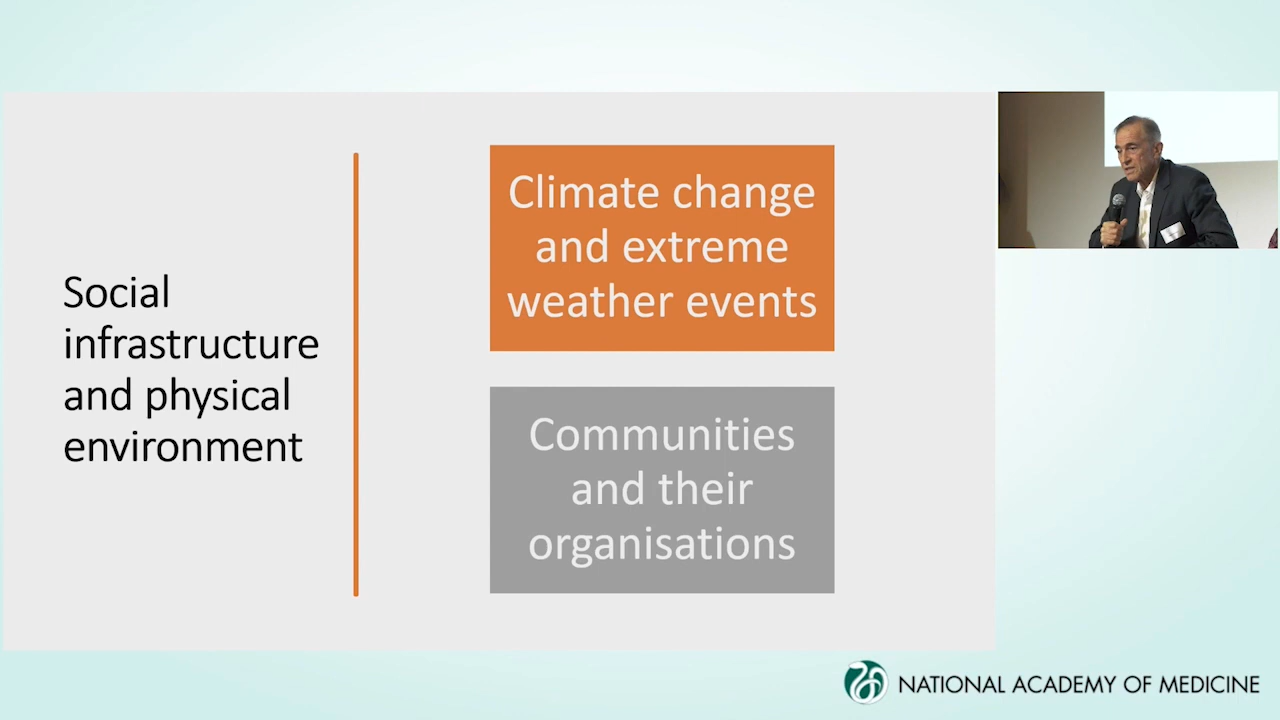 Social
infrastructure
and physical
environment
Climate change
and extreme
weather events
Communities
and their
organisations
NATIONAL ACADEMY OF MEDICINE